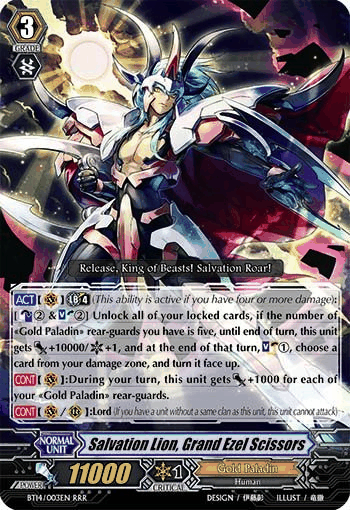 3
GRADE
Release, King of Beasts! Salvation Roar!
ACT [ ] LB 4 (This ability is active if you have four or more damage):
[ ② & V ②] Unlock all of your locked cards, if the number of
«Gold Paladin» rear-guards you have is five, until end of turn, this unit
gets +10000/ +1, and at the end of that turn, V ①, choose a
card from your damage zone, and turn it face up.
CONT [ ]:During your turn, this unit gets +1000 for each of
your «Gold Paladin» rear-guards.
CONT [ / ]:Lord (If you have a unit without a same clan as this unit, this unit cannot attack)
NORMAL UNIT
Salvation Lion, Grand Ezel Scissors
POWER
11000
1
CRITICAL
Gold Paladin
Human
BT14/003EN RRR
DESIGN / 伊藤彰
ILLUST / 竜徹